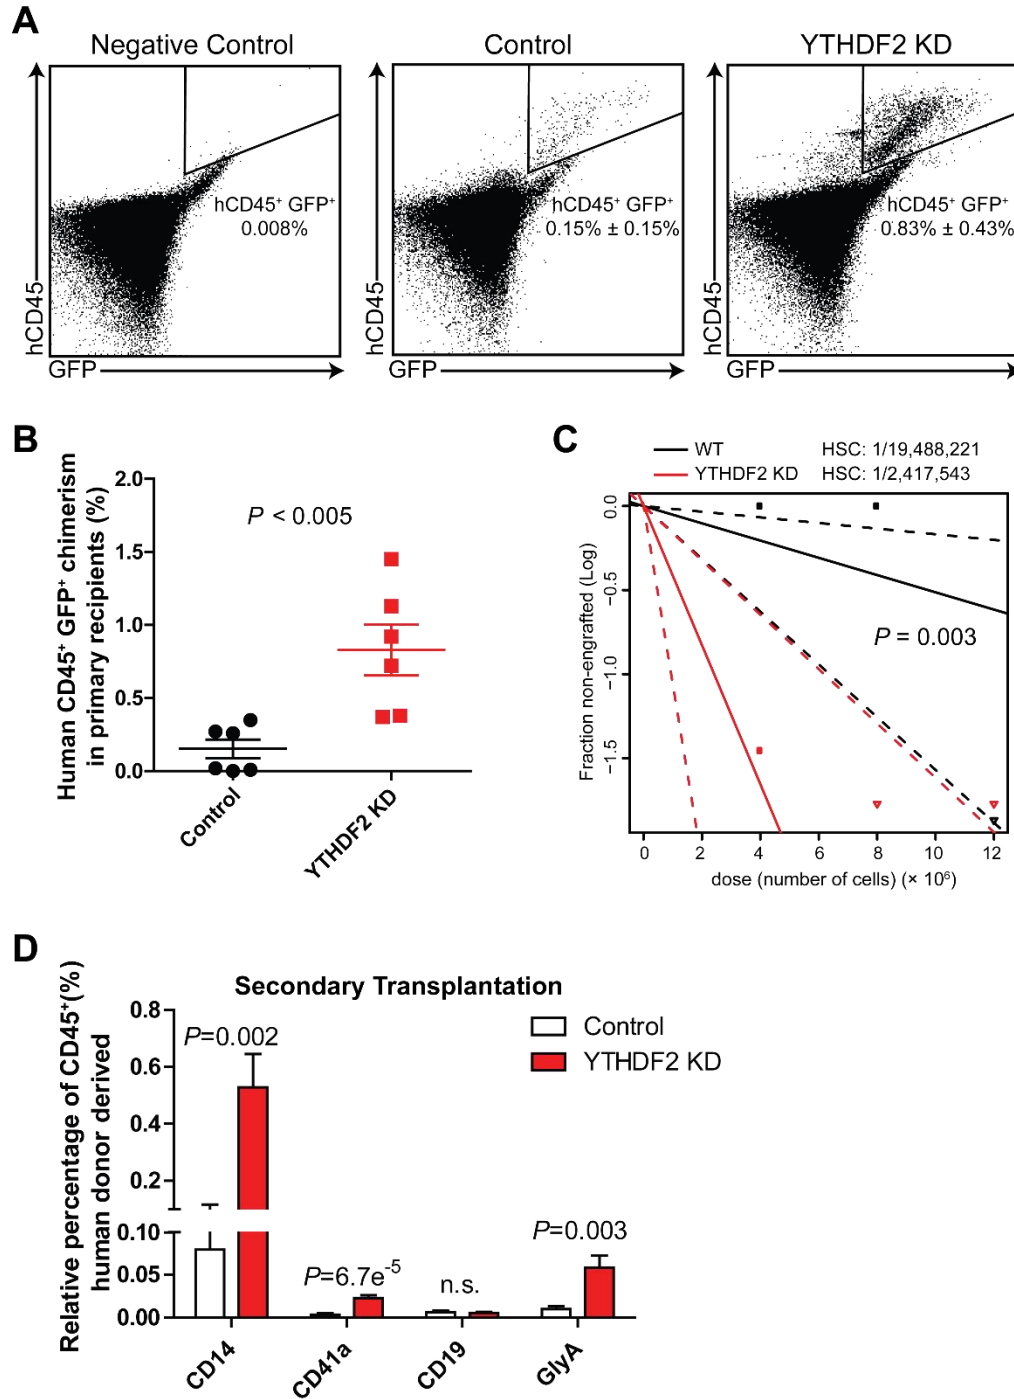 A
Negative Control
Control
YTHDF2 KD
hCD45
GFP
hCD45⁺ GFP⁺
0.008%
hCD45
GFP
hCD45⁺ GFP⁺
0.15% ± 0.15%
hCD45
GFP
hCD45⁺ GFP⁺
0.83% ± 0.43%
B
Human CD45⁺ GFP⁺ chimerism
in primary recipients (%)
2.0
1.5
1.0
0.5
0.0
P < 0.005
Control
YTHDF2 KD
C
WT HSC: 1/19,488,221
YTHDF2 KD HSC: 1/2,417,543
Fraction non-engrafted (Log)
0.0
−0.5
−1.0
−1.5
P = 0.003
0 2 4 6 8 10 12
dose (number of cells) (× 10⁶)
D
Secondary Transplantation
Relative percentage of CD45⁺(%)
human donor derived
0.8
0.6
0.4
0.2
0.10
0.05
0.00
Control
YTHDF2 KD
P=0.002
P=6.7e⁻⁵
n.s.
P=0.003
CD14
CD41a
CD19
GlyA